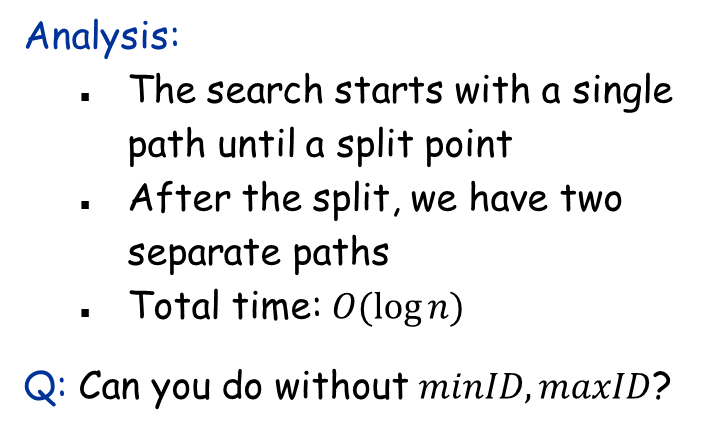 Analysis:
▪ The search starts with a single
path until a split point
▪ After the split, we have two
separate paths
▪ Total time: O(log n)
Q: Can you do without minID, maxID?